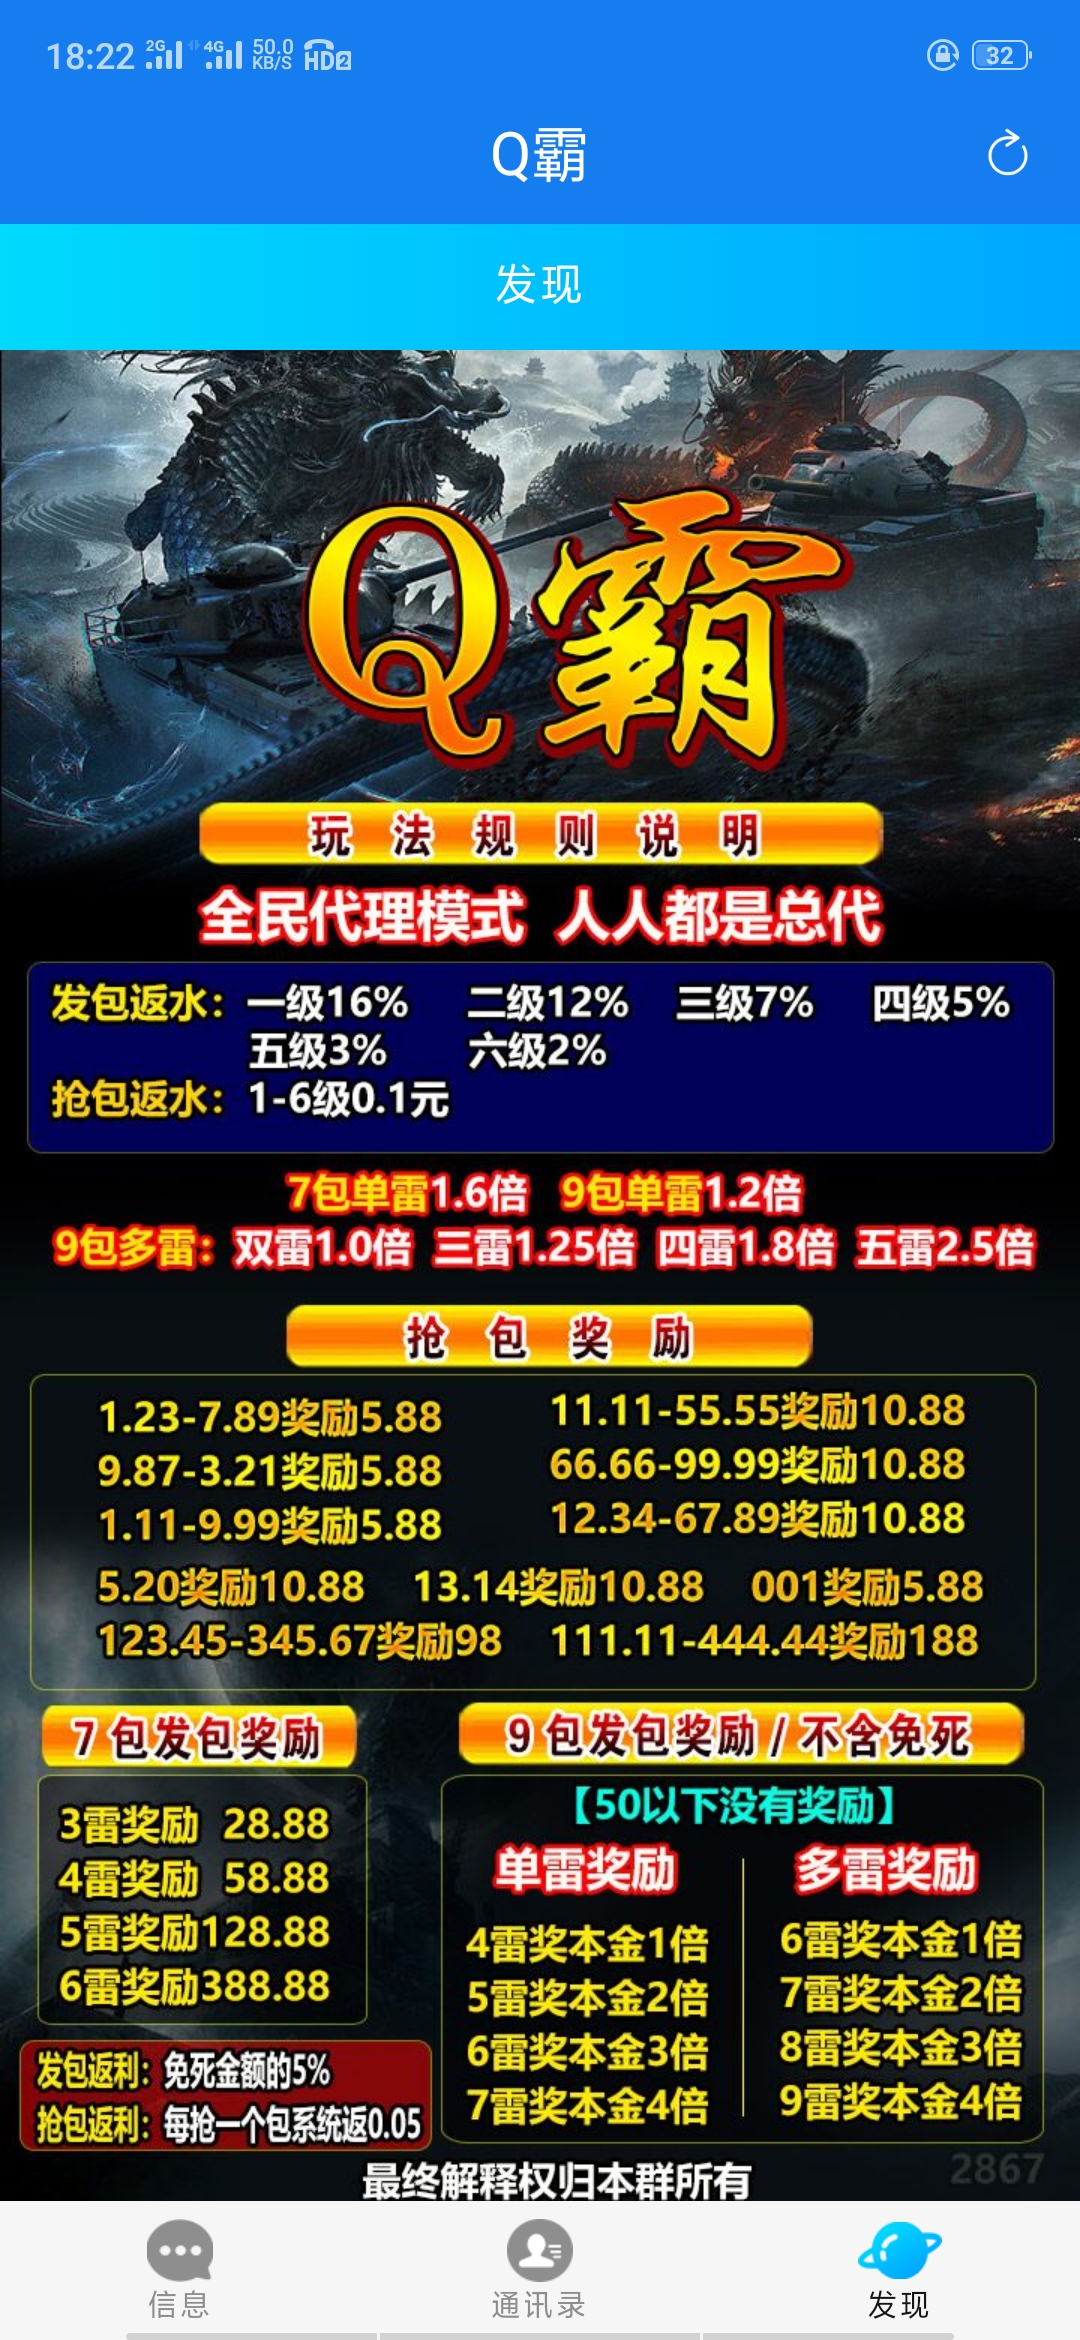 18:22 2G 4G 50.0 KB/S HD2 32
Q霸
发现
Q霸
玩法规则说明
全民代理模式 人人都是总代
发包返水：一级16% 二级12% 三级7% 四级5%
五级3% 六级2%
抢包返水：1-6级0.1元
7包单雷1.6倍 9包单雷1.2倍
9包多雷：双雷1.0倍 三雷1.25倍 四雷1.8倍 五雷2.5倍
抢包奖励
1.23-7.89奖励5.88 11.11-55.55奖励10.88
9.87-3.21奖励5.88 66.66-99.99奖励10.88
1.11-9.99奖励5.88 12.34-67.89奖励10.88
5.20奖励10.88 13.14奖励10.88 001奖励5.88
123.45-345.67奖励98 111.11-444.44奖励188
7包发包奖励
3雷奖励 28.88
4雷奖励 58.88
5雷奖励128.88
6雷奖励388.88
发包返利：免死金额的5%
抢包返利：每抢一个包系统返0.05
9包发包奖励/不含免死
【50以下没有奖励】
单雷奖励 多雷奖励
4雷奖本金1倍 6雷奖本金1倍
5雷奖本金2倍 7雷奖本金2倍
6雷奖本金3倍 8雷奖本金3倍
7雷奖本金4倍 9雷奖本金4倍
2867
最终解释权归本群所有
信息 通讯录 发现